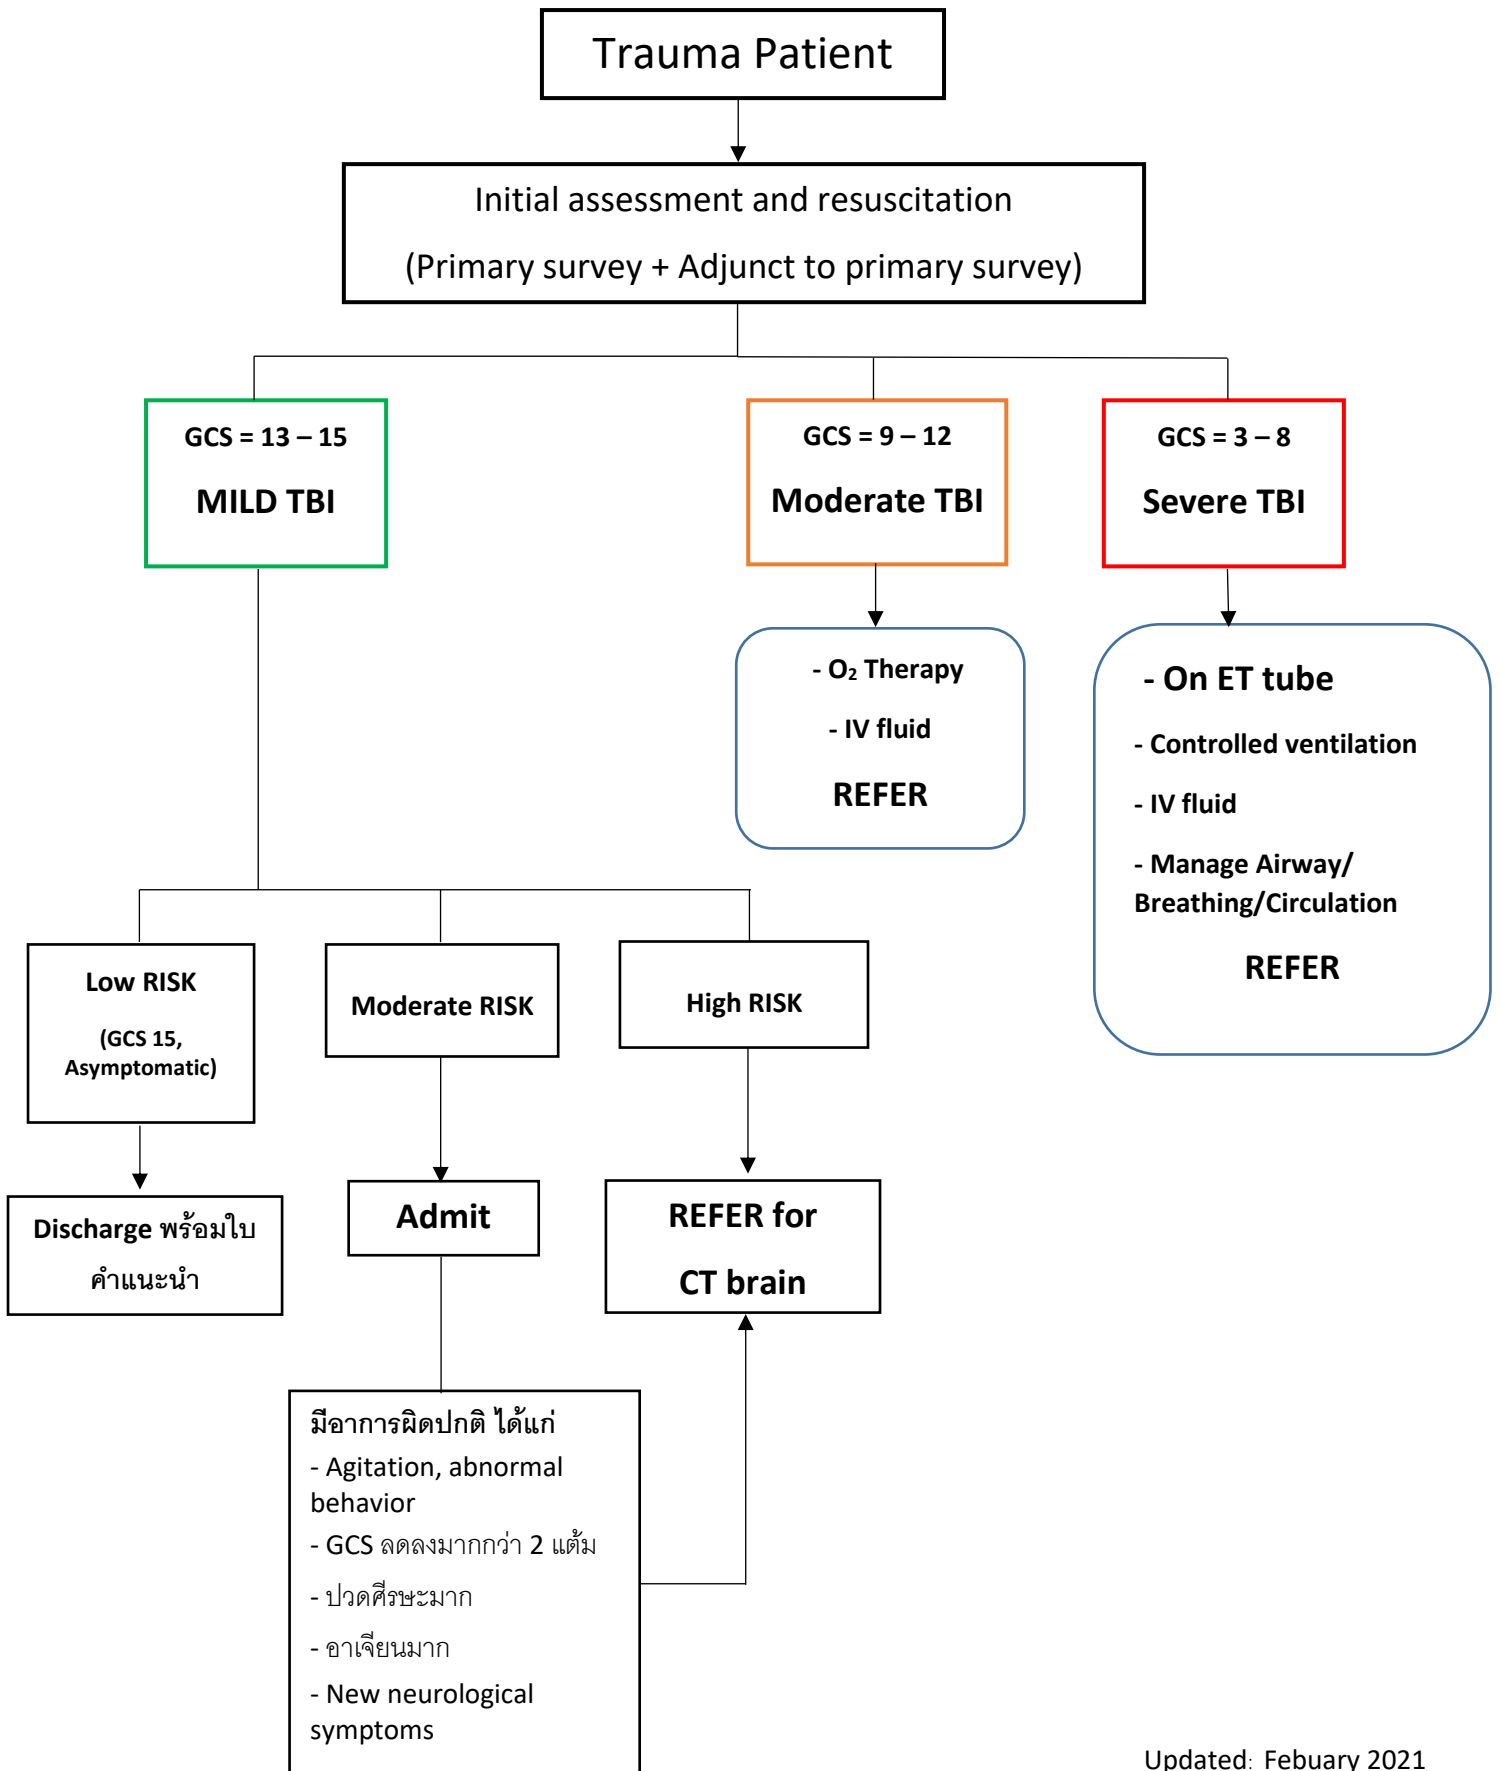 Trauma Patient
Initial assessment and resuscitation
(Primary survey + Adjunct to primary survey)
GCS = 13 – 15
MILD TBI
GCS = 9 – 12
Moderate TBI
GCS = 3 – 8
Severe TBI
- O₂ Therapy
- IV fluid
REFER
- On ET tube
- Controlled ventilation
- IV fluid
- Manage Airway/
Breathing/Circulation
REFER
Low RISK
(GCS 15,
Asymptomatic)
Moderate RISK
High RISK
Discharge พร้อมใบ
คำแนะนำ
Admit
REFER for
CT brain
มีอาการผิดปกติ ได้แก่
- Agitation, abnormal
behavior
- GCS ลดลงมากกว่า 2 แต้ม
- ปวดศีรษะมาก
- อาเจียนมาก
- New neurological
symptoms
Updated: Febuary 2021